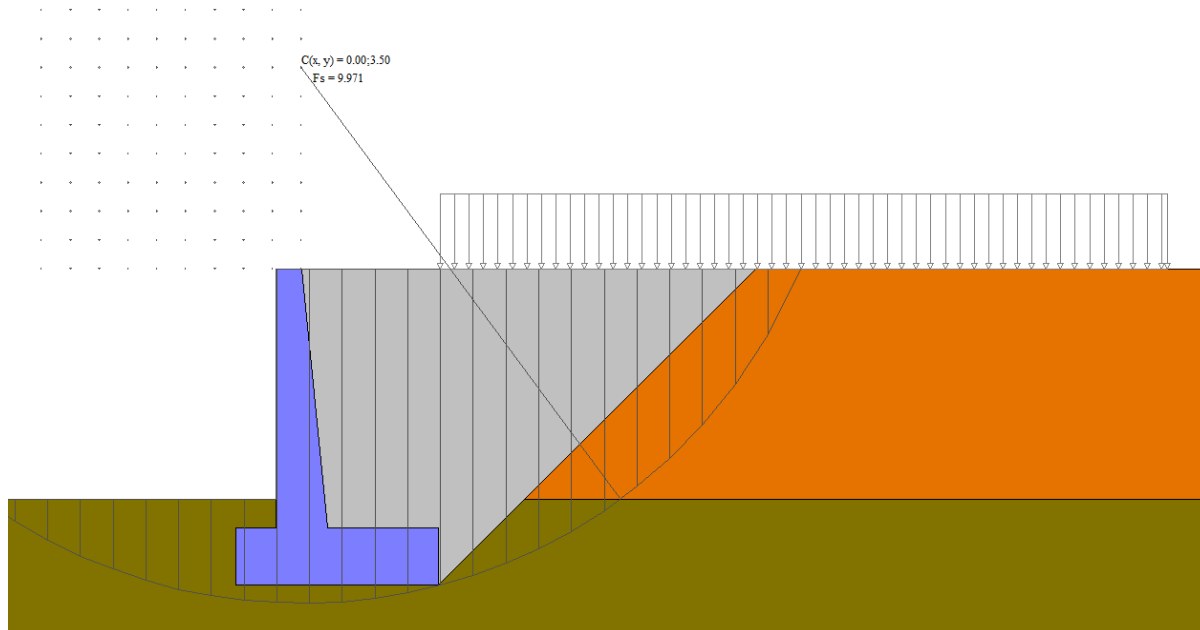 C(x, y) = 0.00;3.50
Fs = 9.971